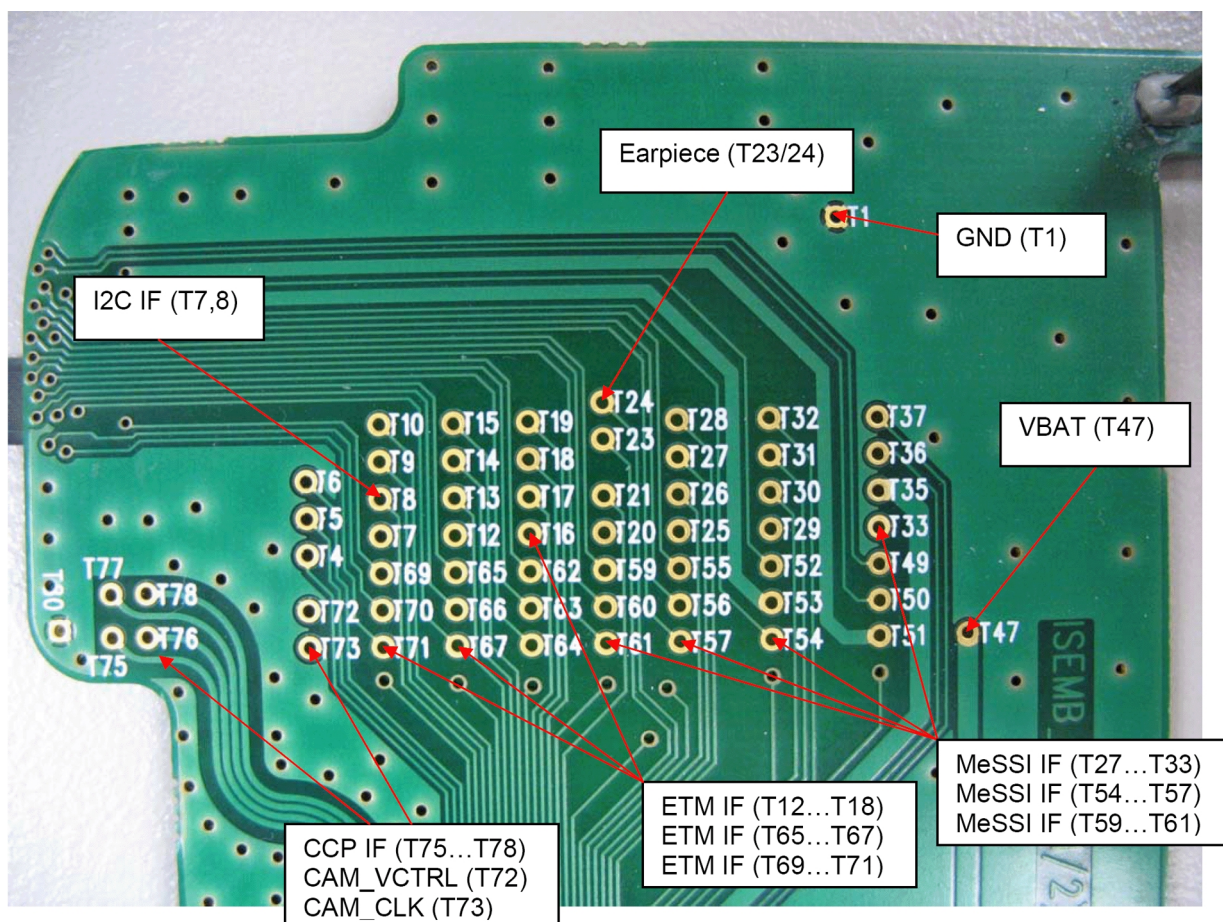 Earpiece (T23/24)
T1
GND (T1)
I2C IF (T7,8)
T24
T10 T15 T19 T28 T32 T37
T23
VBAT (T47)
T9 T14 T18 T27 T31 T36
T6
T8 T13 T17 T21 T26 T30 T35
T5
T7 T12 T16 T20 T25 T29 T33
T4
T69 T65 T62 T59 T55 T52 T49
T77 T78
T80
T72 T70 T66 T63 T60 T56 T53 T50
T76
T75
T73 T71 T67 T64 T61 T57 T54 T51 T47
ISEMB
MeSSI IF (T27…T33)
MeSSI IF (T54…T57)
MeSSI IF (T59…T61)
ETM IF (T12…T18)
ETM IF (T65…T67)
ETM IF (T69…T71)
CCP IF (T75…T78)
CAM_VCTRL (T72)
CAM_CLK (T73)